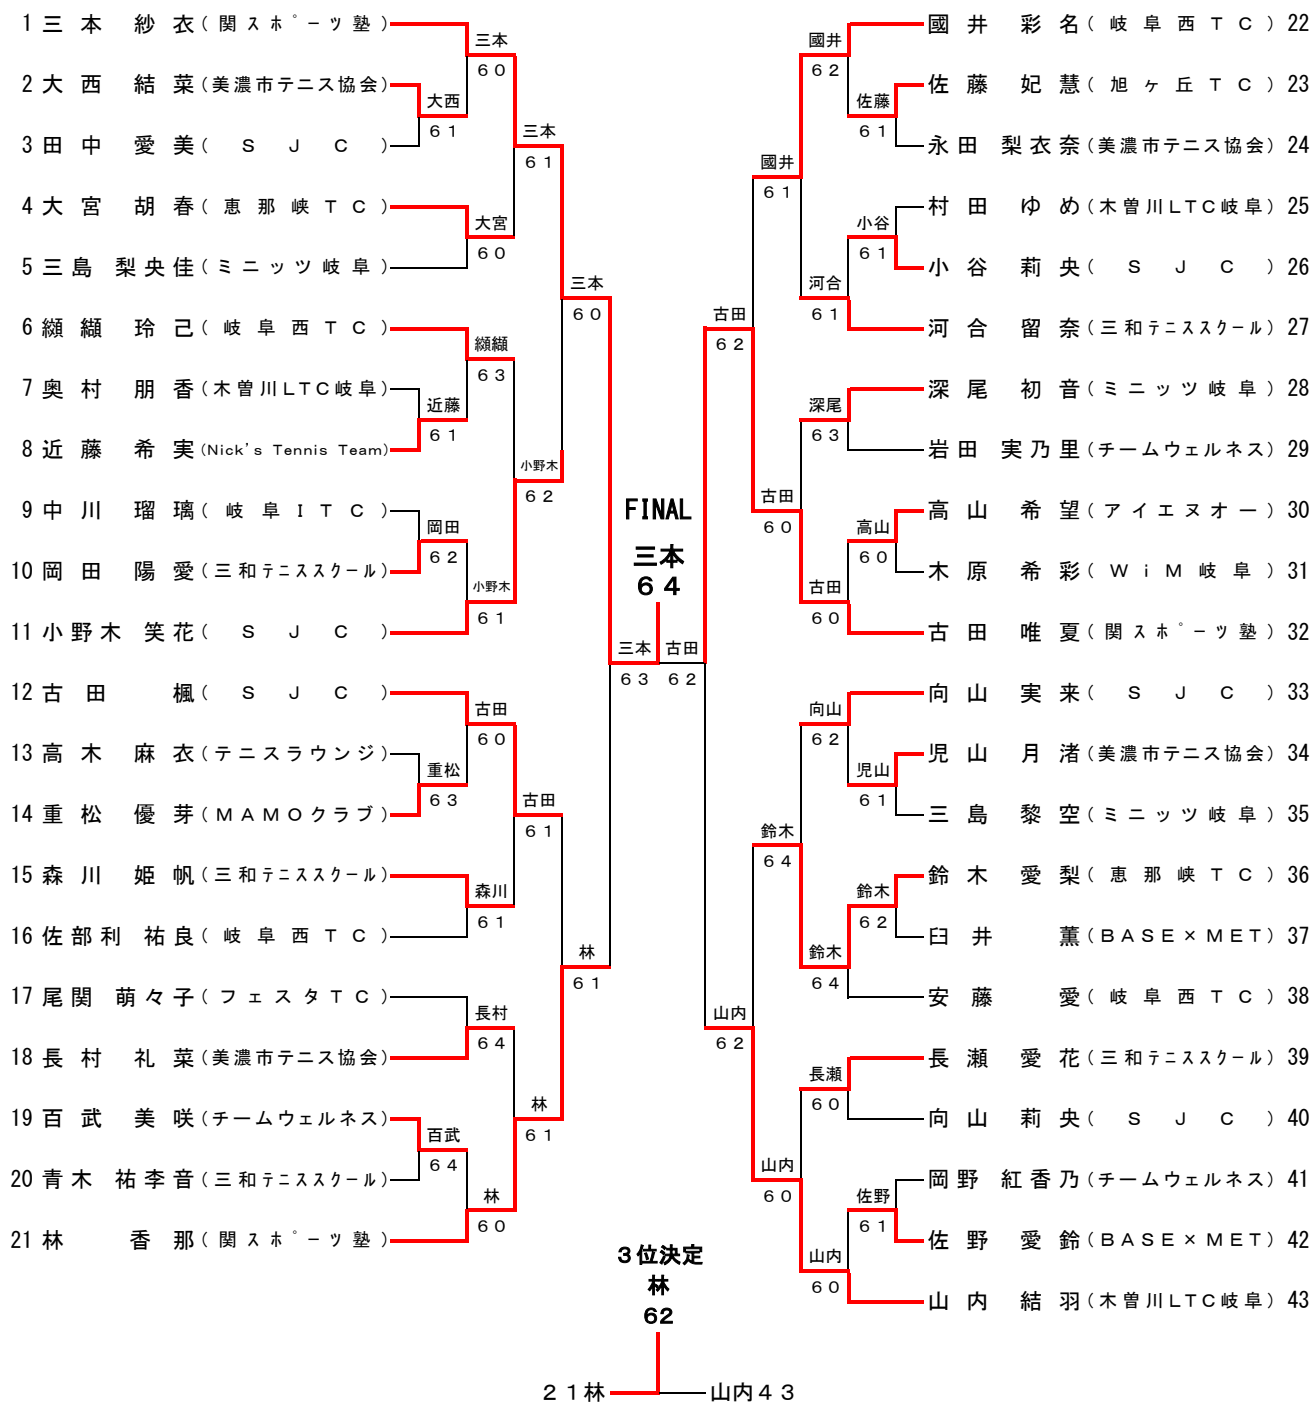 1 三本 紗衣(関スポーツ塾)
三本
60
2 大西 結菜(美濃市テニス協会)
大西
61
3 田中 愛美(SJC)
三本
61
4 大宮 胡春(恵那峡TC)
大宮
60
5 三島 梨央佳(ミニッツ岐阜)
三本
60
6 纐纈 玲己(岐阜西TC)
纐纈
63
7 奥村 朋香(木曽川LTC岐阜)
近藤
61
8 近藤 希実(Nick's Tennis Team)
小野木
62
9 中川 瑠璃(岐阜ITC)
岡田
62
10 岡田 陽愛(三和テニススクール)
小野木
61
11 小野木 笑花(SJC)
三本
63
12 古田 楓(SJC)
古田
60
13 高木 麻衣(テニスラウンジ)
重松
63
14 重松 優芽(MAMOクラブ)
古田
61
15 森川 姫帆(三和テニススクール)
森川
61
16 佐部利 祐良(岐阜西TC)
林
61
17 尾関 萌々子(フェスタTC)
長村
64
18 長村 礼菜(美濃市テニス協会)
林
61
19 百武 美咲(チームウェルネス)
百武
64
20 青木 祐李音(三和テニススクール)
林
60
21 林 香那(関スポーツ塾)
FINAL
三本
64
國井 彩名(岐阜西TC) 22
國井
62
佐藤 妃慧(旭ヶ丘TC) 23
佐藤
61
永田 梨衣奈(美濃市テニス協会) 24
國井
61
村田 ゆめ(木曽川LTC岐阜) 25
小谷
61
小谷 莉央(SJC) 26
河合
61
河合 留奈(三和テニススクール) 27
古田
62
深尾 初音(ミニッツ岐阜) 28
深尾
63
岩田 実乃里(チームウェルネス) 29
古田
60
高山 希望(アイエヌオー) 30
高山
60
木原 希彩(WiM岐阜) 31
古田
60
古田 唯夏(関スポーツ塾) 32
古田
62
向山 実来(SJC) 33
向山
62
児山 月渚(美濃市テニス協会) 34
児山
61
三島 黎空(ミニッツ岐阜) 35
鈴木
64
鈴木 愛梨(恵那峡TC) 36
鈴木
62
臼井 薫(BASE×MET) 37
鈴木
64
安藤 愛(岐阜西TC) 38
山内
62
長瀬 愛花(三和テニススクール) 39
長瀬
60
向山 莉央(SJC) 40
山内
60
岡野 紅香乃(チームウェルネス) 41
佐野
61
佐野 愛鈴(BASE×MET) 42
山内
60
山内 結羽(木曽川LTC岐阜) 43
3位決定
林
62
21林 山内43